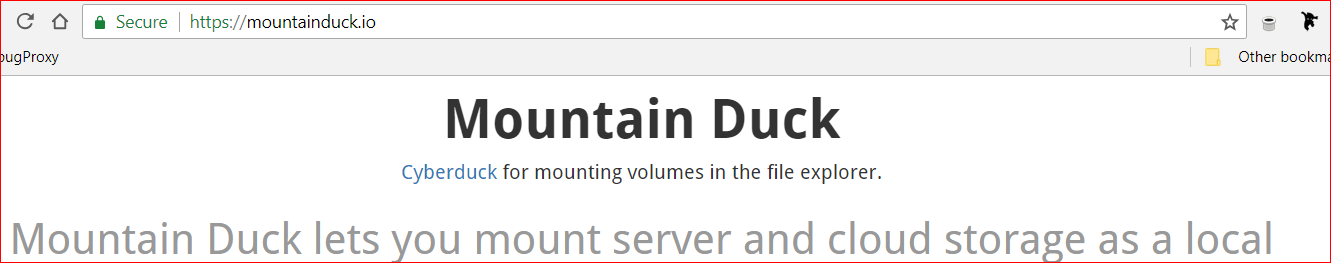 Secure https://mountainduck.io
bugProxy Other bookma
Mountain Duck
Cyberduck for mounting volumes in the file explorer.
Mountain Duck lets you mount server and cloud storage as a local